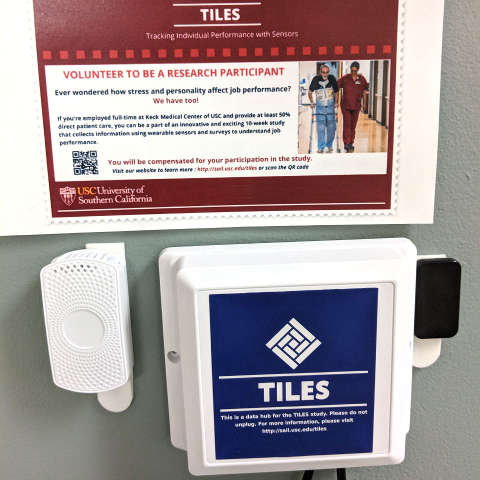 TILES
Tracking Individual Performance with Sensors
VOLUNTEER TO BE A RESEARCH PARTICIPANT
Ever wondered how stress and personality affect job performance?
We have too!
If you're employed full-time at Keck Medical Center of USC and provide at least 50%
direct patient care, you can be a part of an innovative and exciting 10-week study
that collects information using wearable sensors and surveys to understand job
performance.
You will be compensated for your participation in the study.
Visit our website to learn more : http://sail.usc.edu/tiles or scan the QR code
USC University of
Southern California
TILES
This is a data hub for the TILES study. Please do not
unplug. For more information, please visit
http://sail.usc.edu/tiles